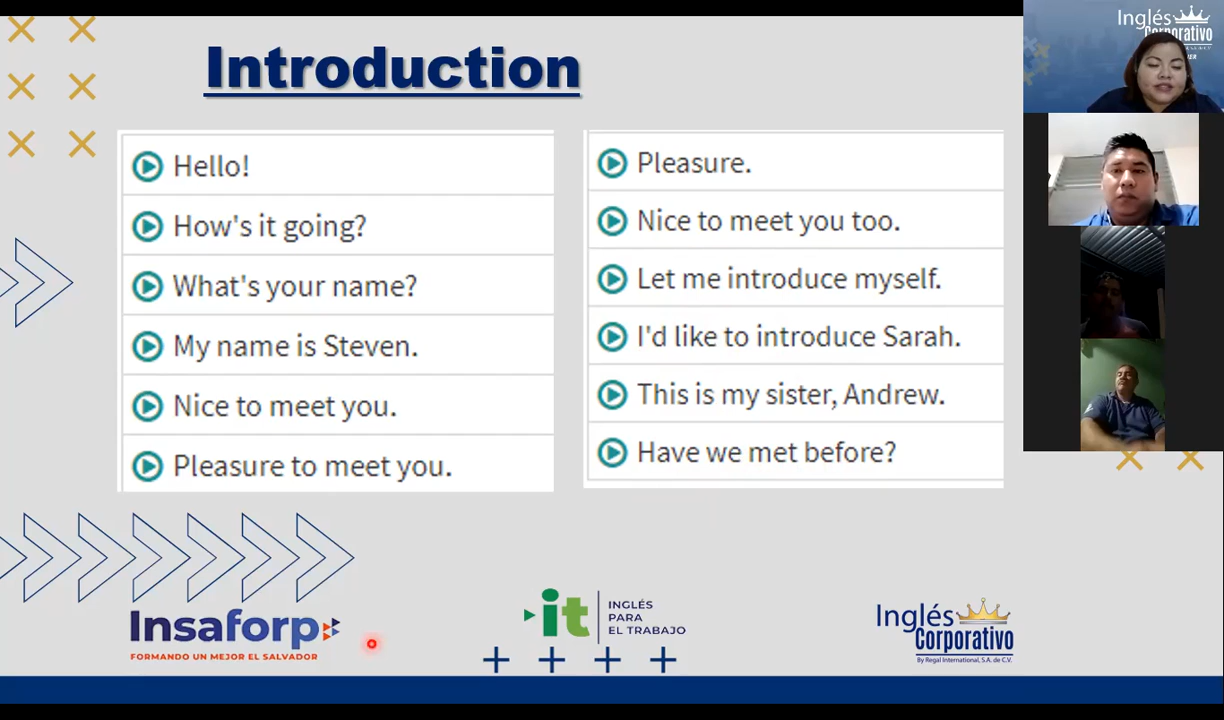 Introduction
Hello!
How's it going?
What's your name?
My name is Steven.
Nice to meet you.
Pleasure to meet you.
Pleasure.
Nice to meet you too.
Let me introduce myself.
I'd like to introduce Sarah.
This is my sister, Andrew.
Have we met before?
Insaforp
FORMANDO UN MEJOR EL SALVADOR
it
INGLÉS
PARA
EL TRABAJO
Inglés
Corporativo
By Regal International, S.A. de C.V.
Inglés
Corporativo